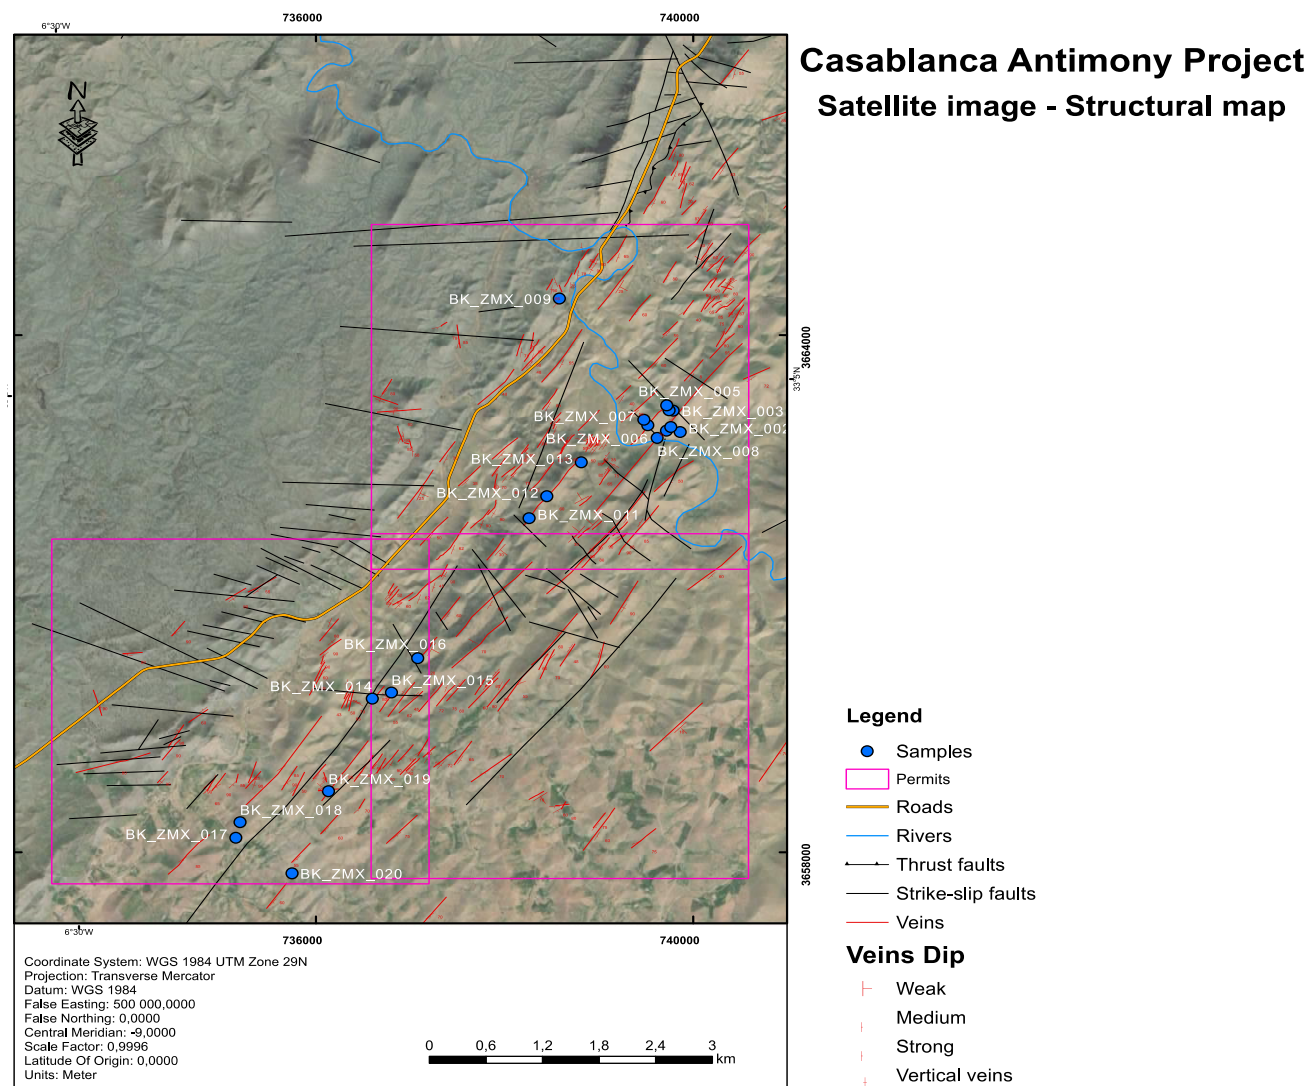 736000
740000
6°30'W
Casablanca Antimony Project
Satellite image - Structural map
N
BK_ZMX_009
3664000
33°5'N
BK_ZMX_005
BK_ZMX_007
BK_ZMX_003
BK_ZMX_002
BK_ZMX_006
BK_ZMX_008
BK_ZMX_013
BK_ZMX_012
BK_ZMX_011
BK_ZMX_016
BK_ZMX_015
BK_ZMX_014
BK_ZMX_019
BK_ZMX_018
BK_ZMX_017
BK_ZMX_020
3658000
6°30'W
736000
740000
Legend
Samples
Permits
Roads
Rivers
Thrust faults
Strike-slip faults
Veins
Veins Dip
Weak
Medium
Strong
Vertical veins
Coordinate System: WGS 1984 UTM Zone 29N
Projection: Transverse Mercator
Datum: WGS 1984
False Easting: 500 000,0000
False Northing: 0,0000
Central Meridian: -9,0000
Scale Factor: 0,9996
Latitude Of Origin: 0,0000
Units: Meter
0 0,6 1,2 1,8 2,4 3
km